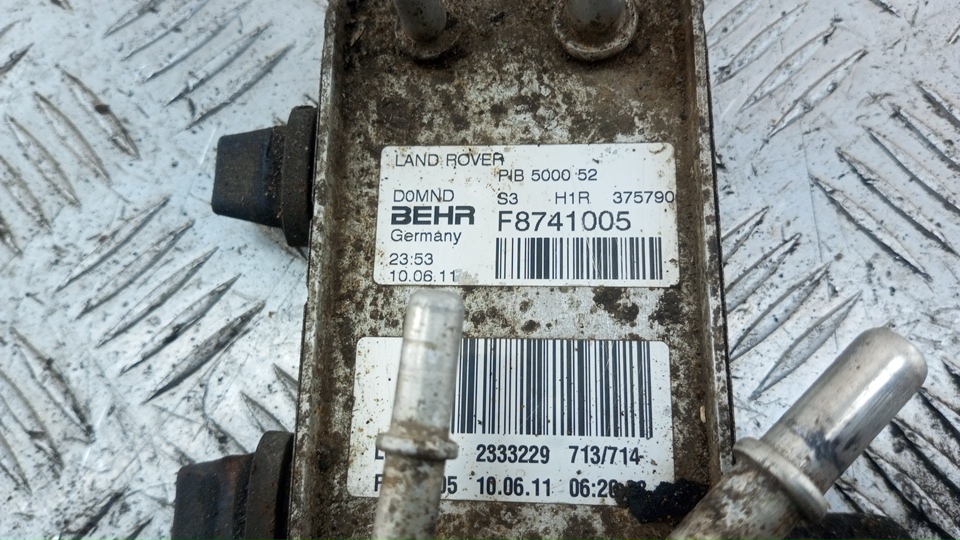 LAND ROVER
PIB 5000 52
D0MND S3 H1R 375790
BEHR F8741005
Germany
23:53
10.06.11
2333229 713/714
10.06.11